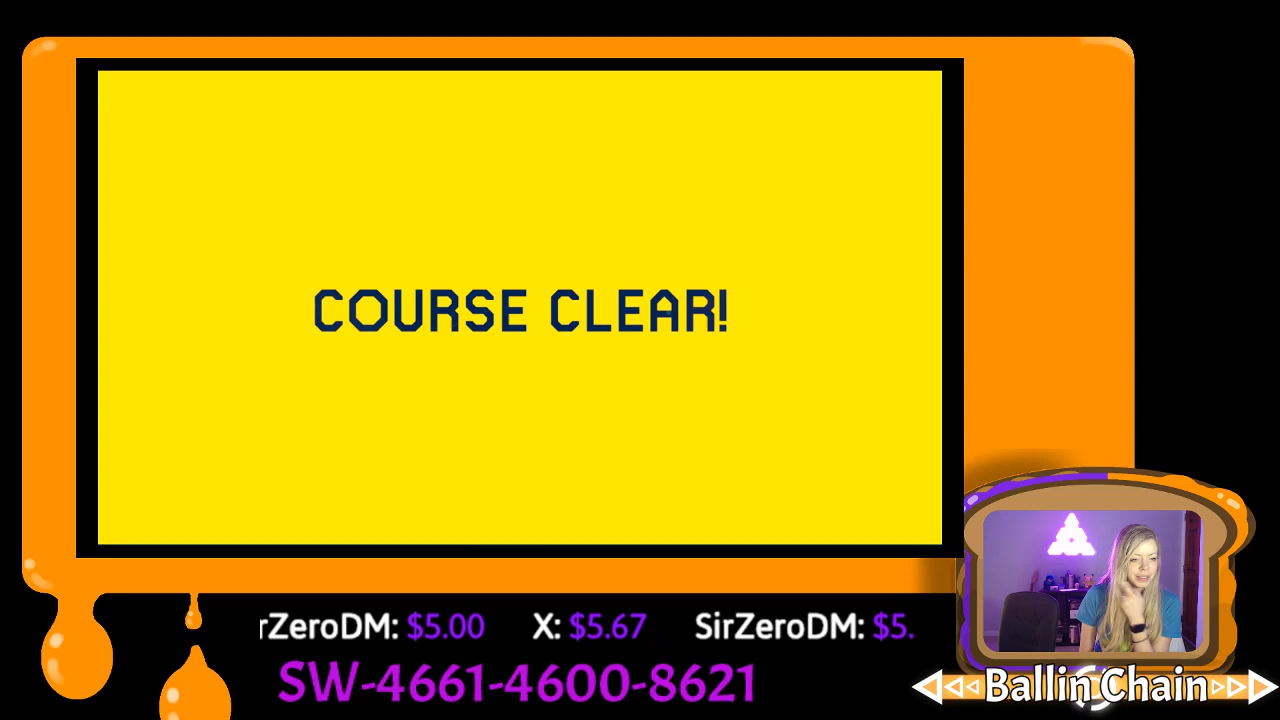 COURSE CLEAR!
rZeroDM: $5.00 X: $5.67 SirZeroDM: $5.
SW-4661-4600-8621
Ballin Chain